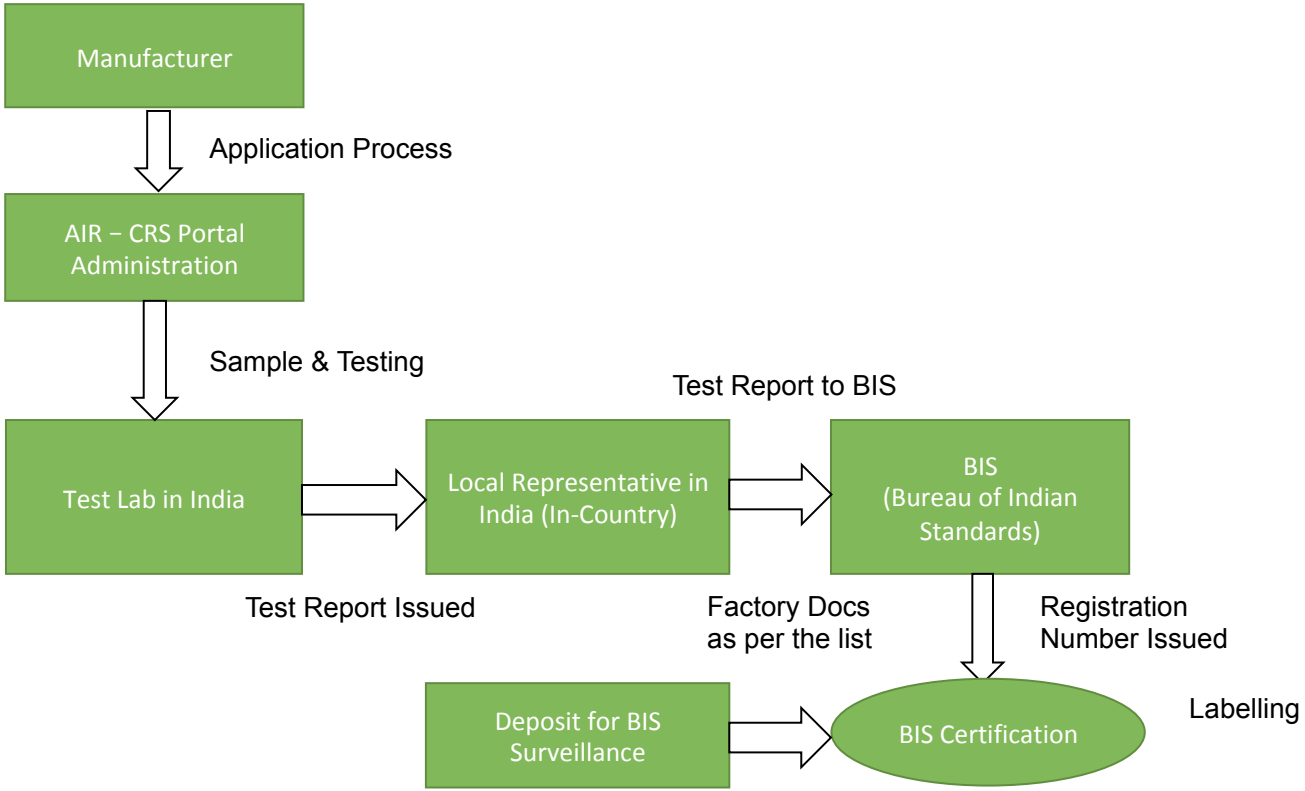 Manufacturer
Application Process
AIR – CRS Portal
Administration
Sample & Testing
Test Report to BIS
Test Lab in India
Local Representative in
India (In-Country)
BIS
(Bureau of Indian
Standards)
Test Report Issued
Factory Docs
as per the list
Registration
Number Issued
Deposit for BIS
Surveillance
BIS Certification
Labelling